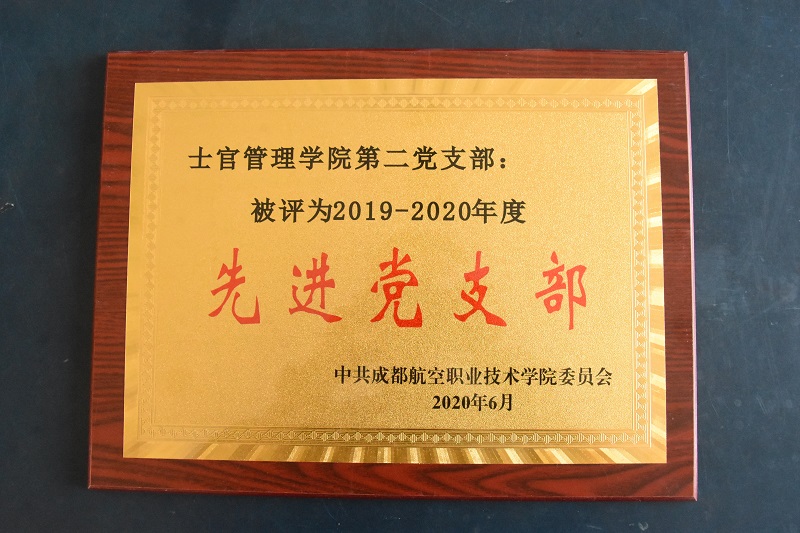 士官管理学院第二党支部：
被评为2019-2020年度
先进党支部
中共成都航空职业技术学院委员会
2020年6月